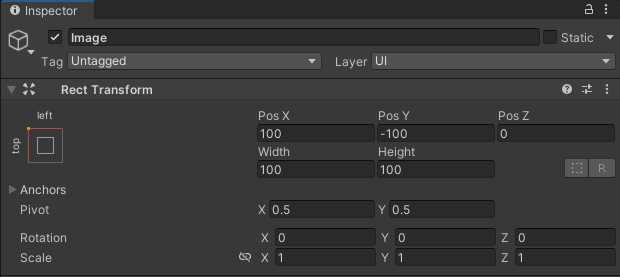 Inspector
Image Static
Tag Untagged Layer UI
Rect Transform
left
top
Pos X Pos Y Pos Z
100 -100 0
Width Height
100 100 R
Anchors
Pivot X 0.5 Y 0.5
Rotation X 0 Y 0 Z 0
Scale X 1 Y 1 Z 1